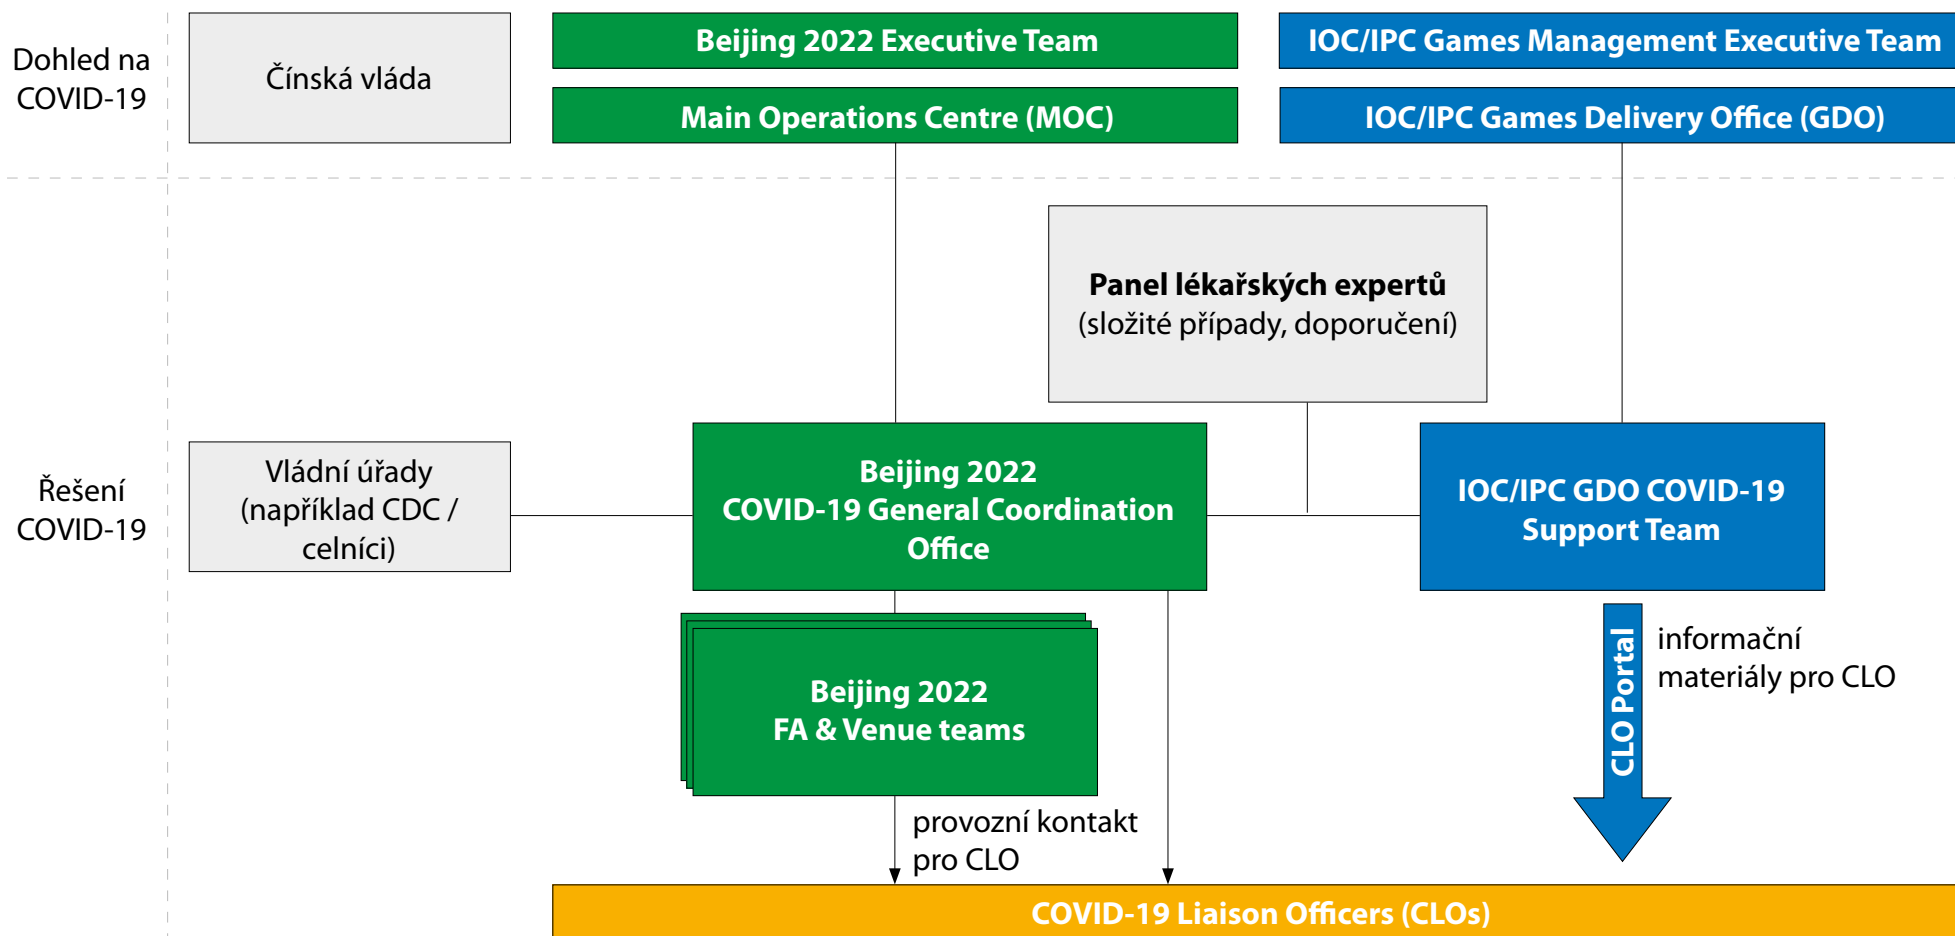 Dohled na
COVID-19
Čínská vláda
Beijing 2022 Executive Team
IOC/IPC Games Management Executive Team
Main Operations Centre (MOC)
IOC/IPC Games Delivery Office (GDO)
Panel lékařských expertů
(složité případy, doporučení)
Řešení
COVID-19
Vládní úřady
(například CDC /
celníci)
Beijing 2022
COVID-19 General Coordination
Office
IOC/IPC GDO COVID-19
Support Team
Beijing 2022
FA & Venue teams
CLO Portal
informační
materiály pro CLO
provozní kontakt
pro CLO
COVID-19 Liaison Officers (CLOs)